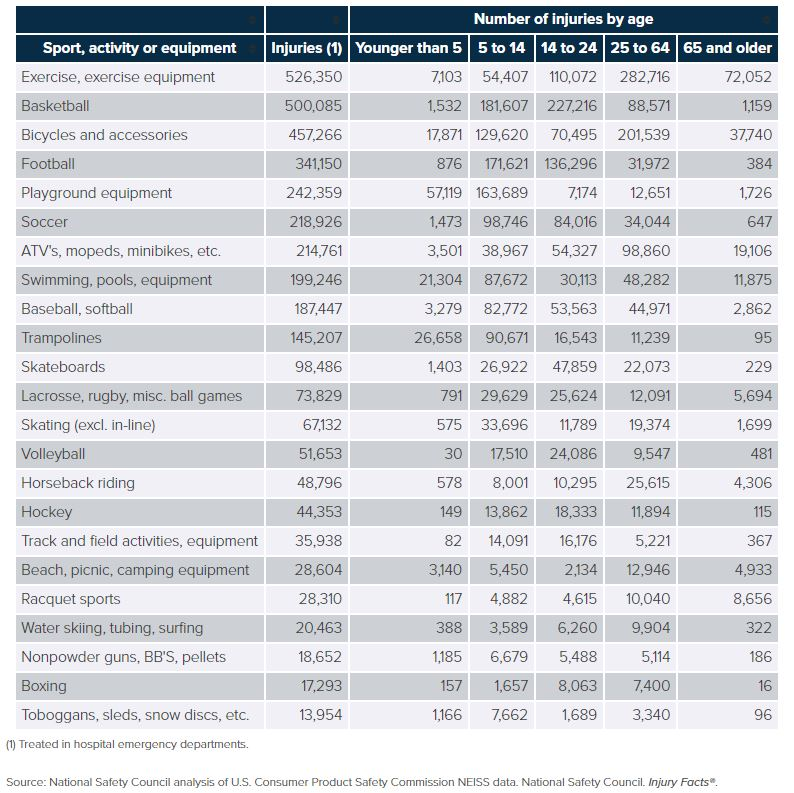 Number of injuries by age
Sport, activity or equipment Injuries (1) Younger than 5 5 to 14 14 to 24 25 to 64 65 and older
Exercise, exercise equipment 526,350 7,103 54,407 110,072 282,716 72,052
Basketball 500,085 1,532 181,607 227,216 88,571 1,159
Bicycles and accessories 457,266 17,871 129,620 70,495 201,539 37,740
Football 341,150 876 171,621 136,296 31,972 384
Playground equipment 242,359 57,119 163,689 7,174 12,651 1,726
Soccer 218,926 1,473 98,746 84,016 34,044 647
ATV's, mopeds, minibikes, etc. 214,761 3,501 38,967 54,327 98,860 19,106
Swimming, pools, equipment 199,246 21,304 87,672 30,113 48,282 11,875
Baseball, softball 187,447 3,279 82,772 53,563 44,971 2,862
Trampolines 145,207 26,658 90,671 16,543 11,239 95
Skateboards 98,486 1,403 26,922 47,859 22,073 229
Lacrosse, rugby, misc. ball games 73,829 791 29,629 25,624 12,091 5,694
Skating (excl. in-line) 67,132 575 33,696 11,789 19,374 1,699
Volleyball 51,653 30 17,510 24,086 9,547 481
Horseback riding 48,796 578 8,001 10,295 25,615 4,306
Hockey 44,353 149 13,862 18,333 11,894 115
Track and field activities, equipment 35,938 82 14,091 16,176 5,221 367
Beach, picnic, camping equipment 28,604 3,140 5,450 2,134 12,946 4,933
Racquet sports 28,310 117 4,882 4,615 10,040 8,656
Water skiing, tubing, surfing 20,463 388 3,589 6,260 9,904 322
Nonpowder guns, BB'S, pellets 18,652 1,185 6,679 5,488 5,114 186
Boxing 17,293 157 1,657 8,063 7,400 16
Toboggans, sleds, snow discs, etc. 13,954 1,166 7,662 1,689 3,340 96
(1) Treated in hospital emergency departments.
Source: National Safety Council analysis of U.S. Consumer Product Safety Commission NEISS data. National Safety Council. Injury Facts®.